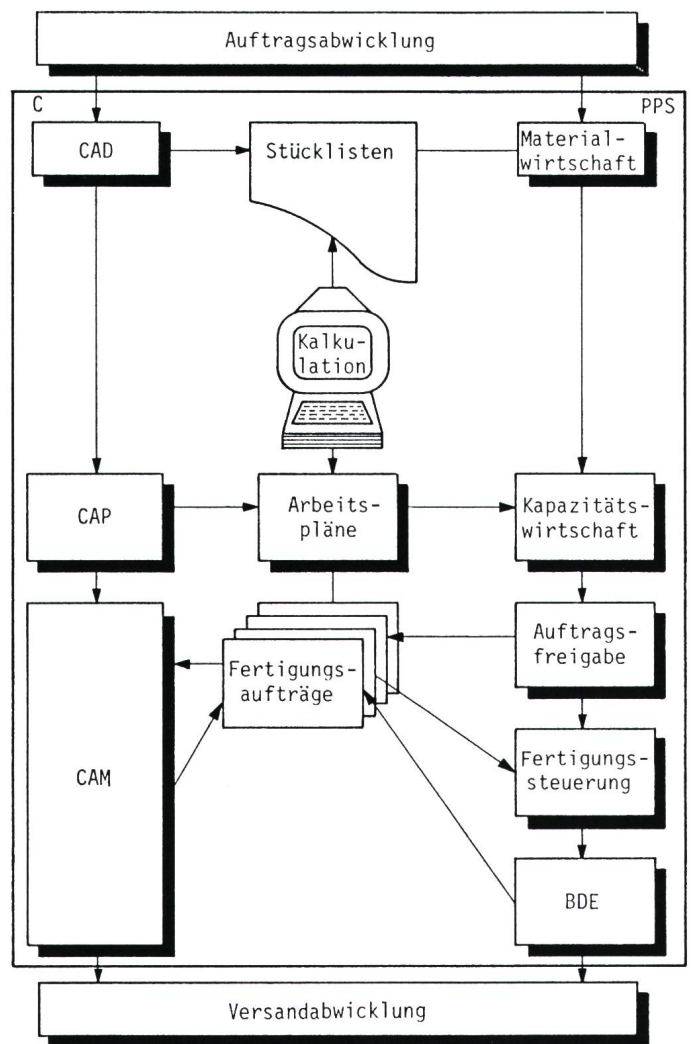 Auftragsabwicklung
C
PPS
CAD
Stücklisten
Material-
wirtschaft
Kalku-
lation
CAP
Arbeits-
pläne
Kapazitäts-
wirtschaft
Auftrags-
freigabe
Fertigungs-
aufträge
Fertigungs-
steuerung
CAM
BDE
Versandabwicklung